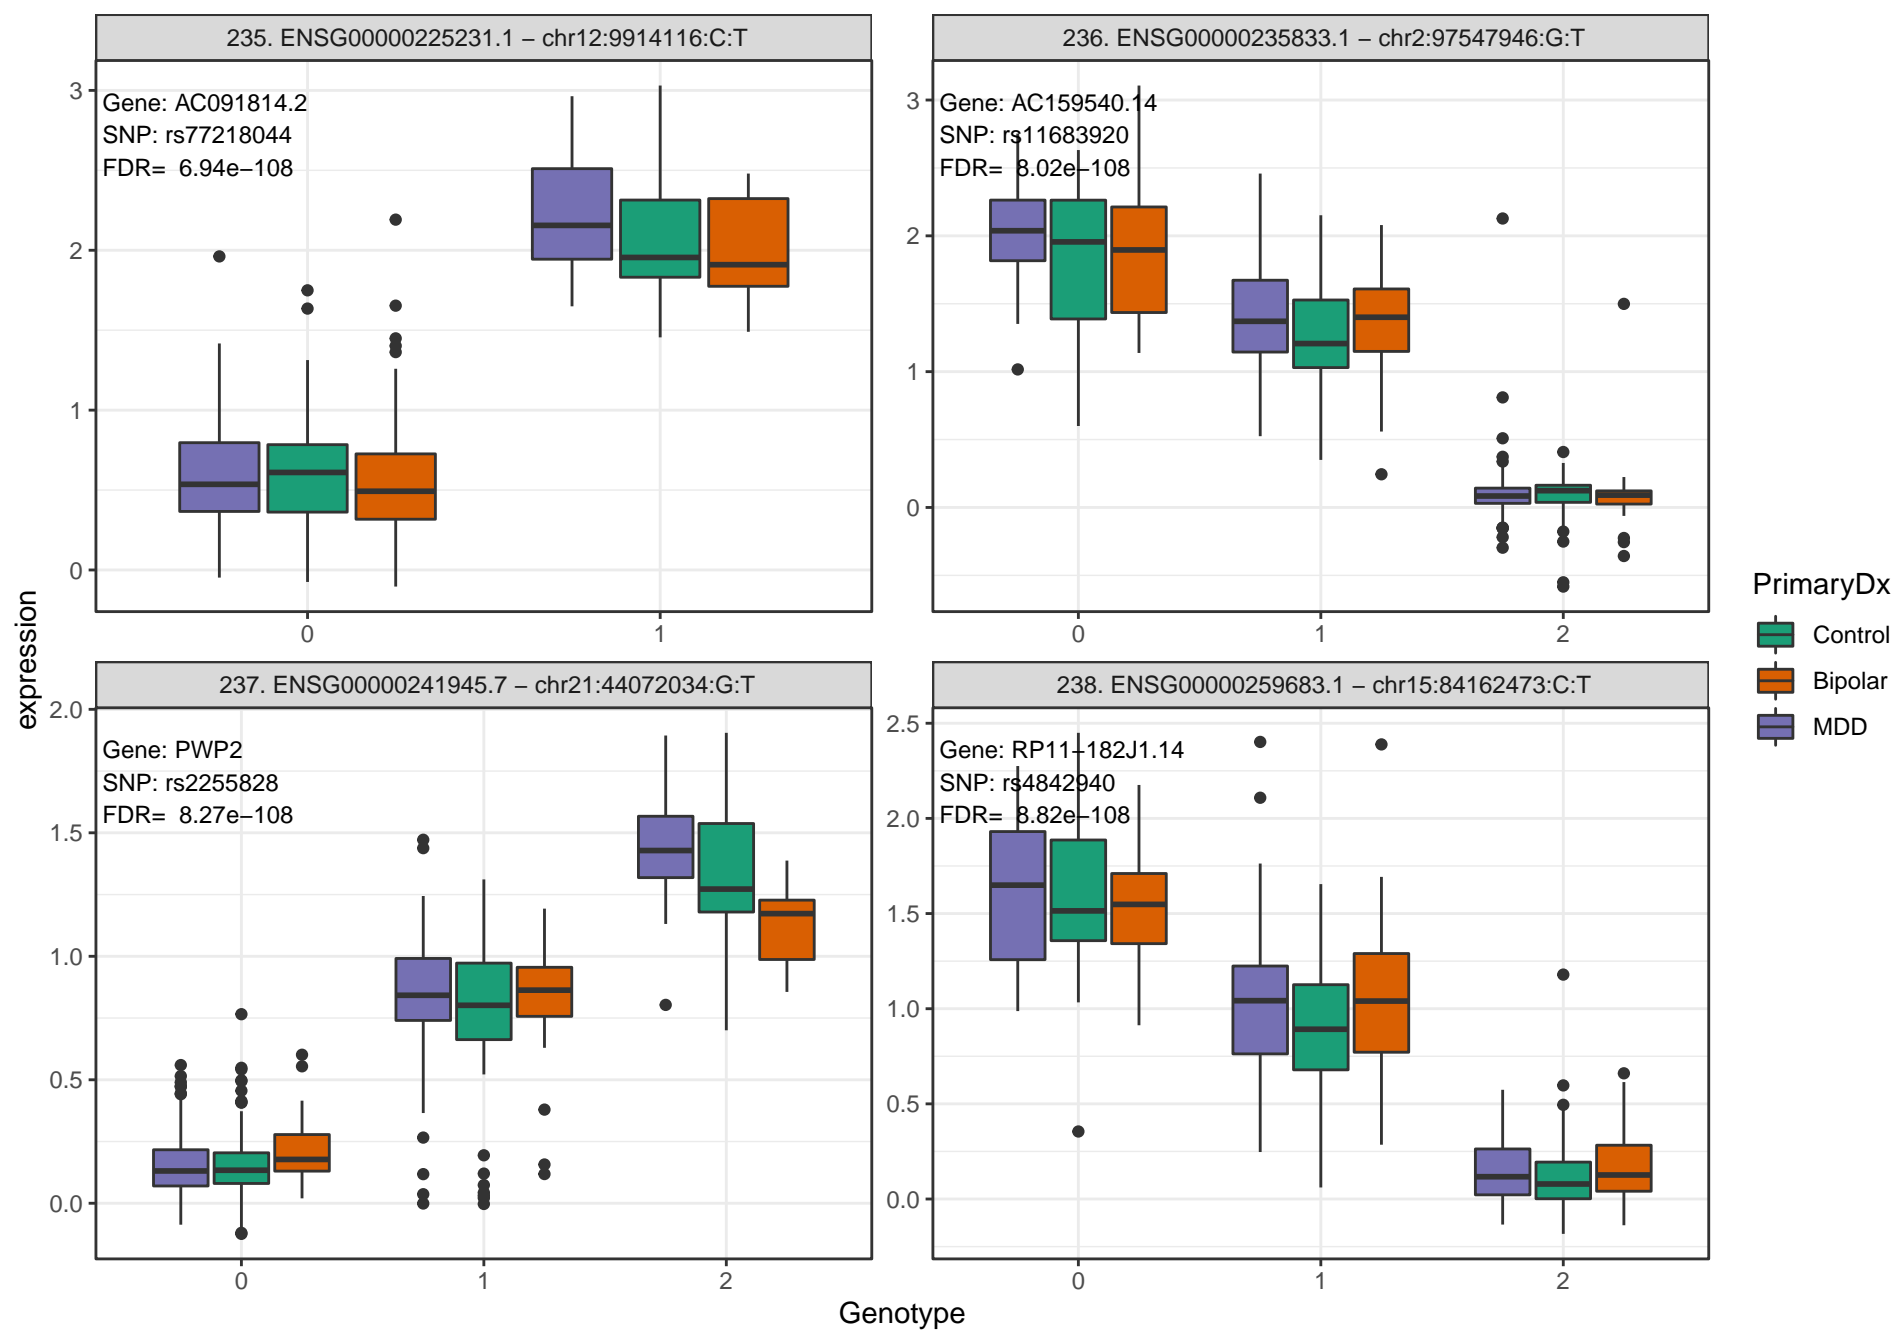 235. ENSG00000225231.1 − chr12:9914116:C:T
Gene: AC091814.2
SNP: rs77218044
FDR= 6.94e−108
3
2
1
0
0
1
236. ENSG00000235833.1 − chr2:97547946:G:T
Gene: AC159540.14
SNP: rs11683920
FDR= 8.02e−108
3
2
1
0
0
1
2
237. ENSG00000241945.7 − chr21:44072034:G:T
Gene: PWP2
SNP: rs2255828
FDR= 8.27e−108
2.0
1.5
1.0
0.5
0.0
0
1
2
238. ENSG00000259683.1 − chr15:84162473:C:T
Gene: RP11−182J1.14
SNP: rs4842940
FDR= 8.82e−108
2.5
2.0
1.5
1.0
0.5
0.0
0
1
2
expression
Genotype
PrimaryDx
Control
Bipolar
MDD